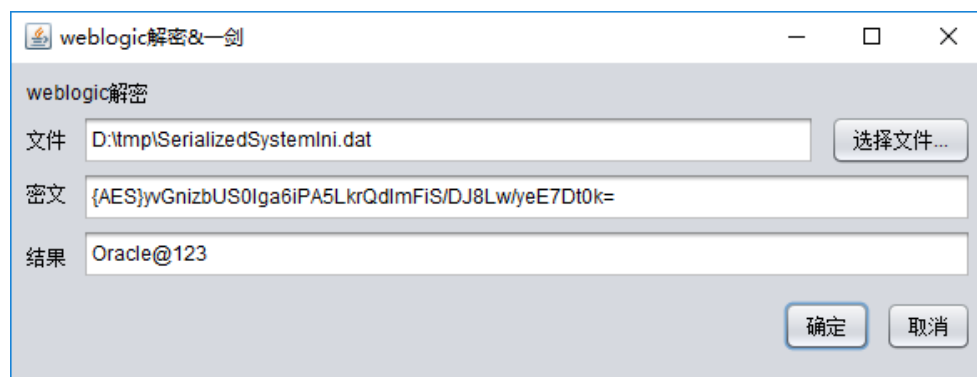 weblogic解密&一剑
weblogic解密
文件 D:\tmp\SerializedSystemIni.dat 选择文件...
密文 {AES}yvGnizbUS0lga6iPA5LkrQdImFiS/DJ8Lw/yeE7Dt0k=
结果 Oracle@123
确定 取消